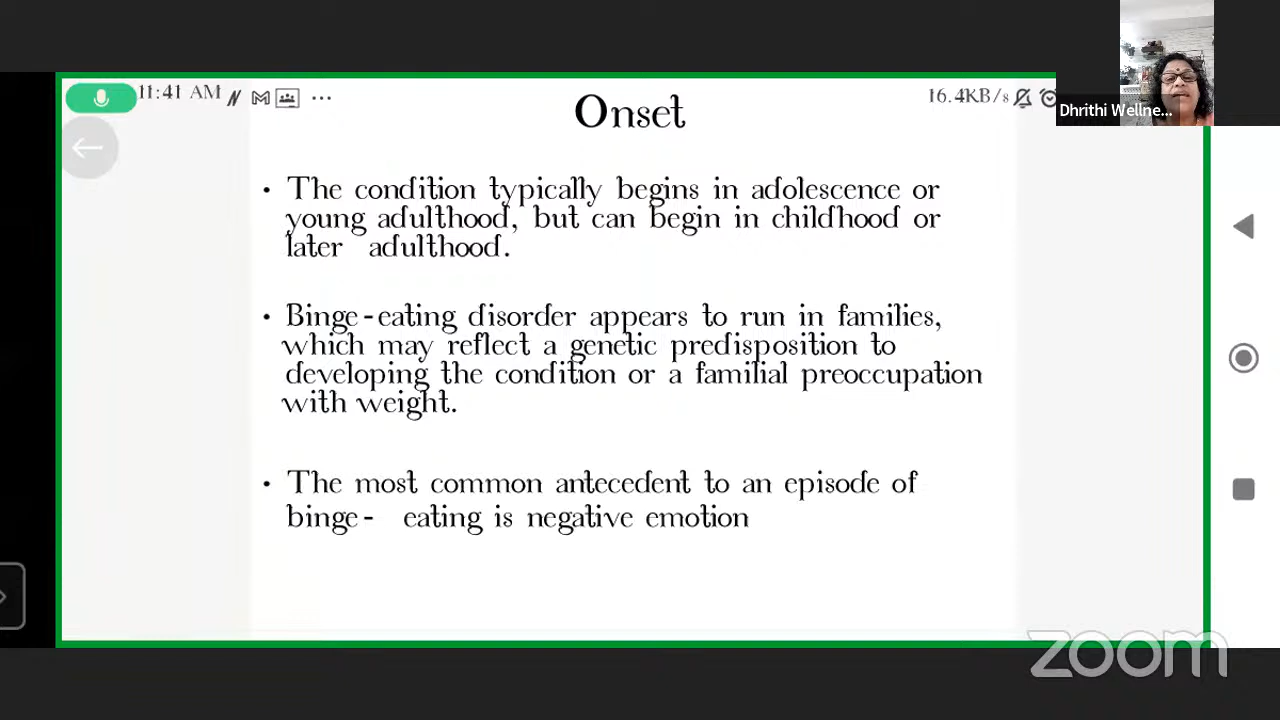 11:41 AM
...
16.4KB/s
Dhrithi Wellne...
Onset
• The condition typically begins in adolescence or
young adulthood, but can begin in childhood or
later adulthood.
• Binge-eating disorder appears to run in families,
which may reflect a genetic predisposition to
developing the condition or a familial preoccupation
with weight.
• The most common antecedent to an episode of
binge- eating is negative emotion
zoom